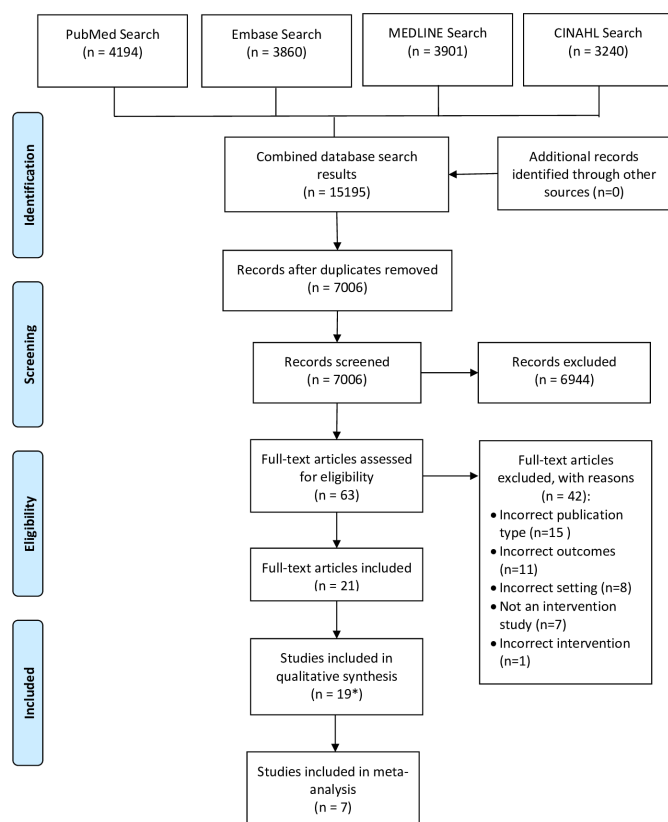 PubMed Search
(n = 4194)
Embase Search
(n = 3860)
MEDLINE Search
(n = 3901)
CINAHL Search
(n = 3240)
Identification
Combined database search
results
(n = 15195)
Additional records
identified through other
sources (n=0)
Records after duplicates removed
(n = 7006)
Screening
Records screened
(n = 7006)
Records excluded
(n = 6944)
Eligibility
Full-text articles assessed
for eligibility
(n = 63)
Full-text articles
excluded, with reasons
(n = 42):
• Incorrect publication
type (n=15 )
• Incorrect outcomes
(n=11)
• Incorrect setting (n=8)
• Not an intervention
study (n=7)
• Incorrect intervention
(n=1)
Full-text articles included
(n = 21)
Included
Studies included in
qualitative synthesis
(n = 19*)
Studies included in meta-
analysis
(n = 7)